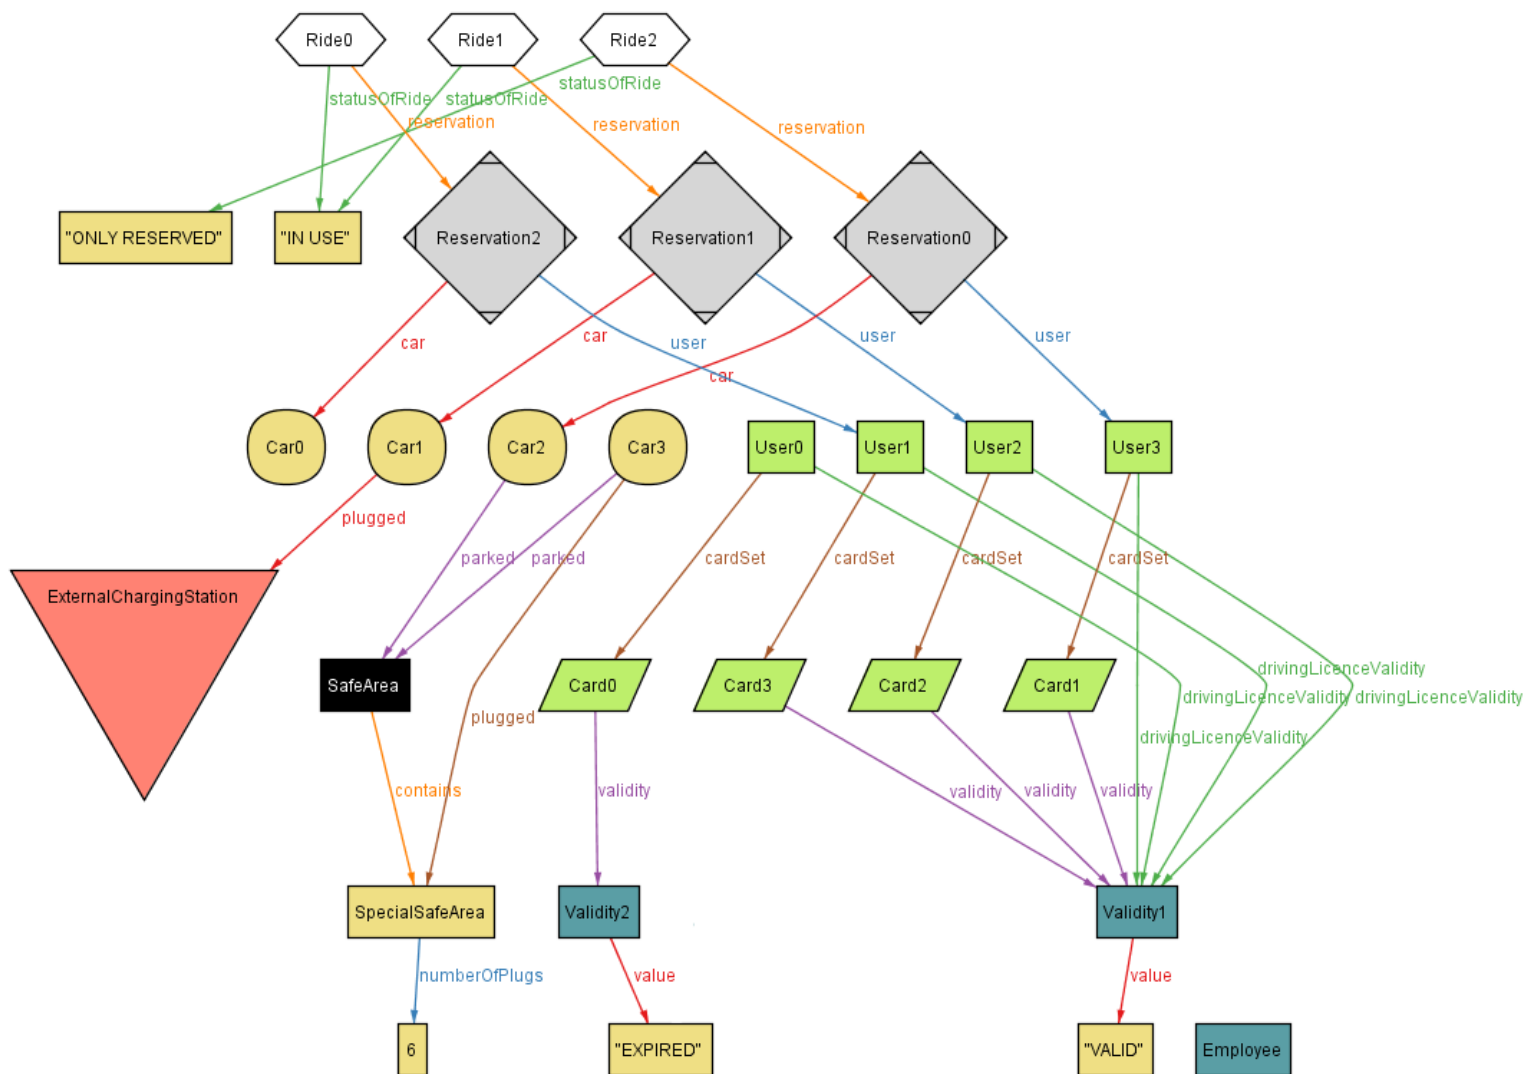 Ride0
Ride1
Ride2
statusOfRide
statusOfRide
statusOfRide
reservation
reservation
reservation
"ONLY RESERVED"
"IN USE"
Reservation2
Reservation1
Reservation0
car
car
car
user
user
user
Car0
Car1
Car2
Car3
User0
User1
User2
User3
plugged
parked
parked
cardSet
cardSet
cardSet
cardSet
ExternalChargingStation
SafeArea
Card0
Card3
Card2
Card1
drivingLicenceValidity
drivingLicenceValidity
drivingLicenceValidity
plugged
drivingLicenceValidity
contains
validity
validity
validity
validity
SpecialSafeArea
Validity2
Validity1
numberOfPlugs
value
value
6
"EXPIRED"
"VALID"
Employee